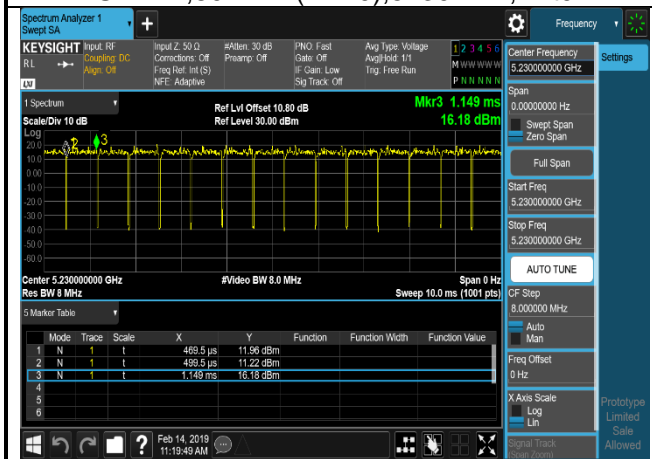 Spectrum Analyzer 1
Swept SA
+
Frequency
KEYSIGHT
Input: RF
Input Z: 50 Ω
#Atten: 30 dB
PNO: Fast
Avg Type: Voltage
1 2 3 4 5 6
RL
Coupling: DC
Corrections: Off
Preamp: Off
Gate: Off
Avg|Hold: 1/1
M W W W W W
Align: Off
Freq Ref: Int (S)
IF Gain: Low
Trig: Free Run
NFE: Adaptive
Sig Track: Off
P N N N N N
LXI
1 Spectrum
Ref Lvl Offset 10.80 dB
Mkr3 1.149 ms
Scale/Div 10 dB
Ref Level 30.00 dBm
16.18 dBm
Log
20.0
10.0
0.00
-10.0
-20.0
-30.0
-40.0
-50.0
-60.0
2
3
Center 5.230000000 GHz
#Video BW 8.0 MHz
Span 0 Hz
Res BW 8 MHz
Sweep 10.0 ms (1001 pts)
5 Marker Table
Mode Trace Scale X Y Function Function Width Function Value
1 N 1 t 469.5 µs 11.96 dBm
2 N 1 t 499.5 µs 11.22 dBm
3 N 1 t 1.149 ms 16.18 dBm
4
5
6
?
Feb 14, 2019
11:19:49 AM
Center Frequency
5.230000000 GHz
Settings
Span
0.00000000 Hz
Swept Span
Zero Span
Full Span
Start Freq
5.230000000 GHz
Stop Freq
5.230000000 GHz
AUTO TUNE
CF Step
8.000000 MHz
Auto
Man
Freq Offset
0 Hz
X Axis Scale
Log
Lin
Signal Track
(Span Zoom)
Prototype
Limited
Sale
Allowed